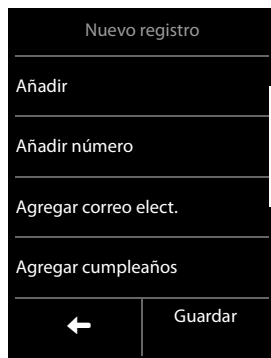 Nuevo registro
Añadir
Añadir número
Agregar correo elect.
Agregar cumpleaños
Guardar